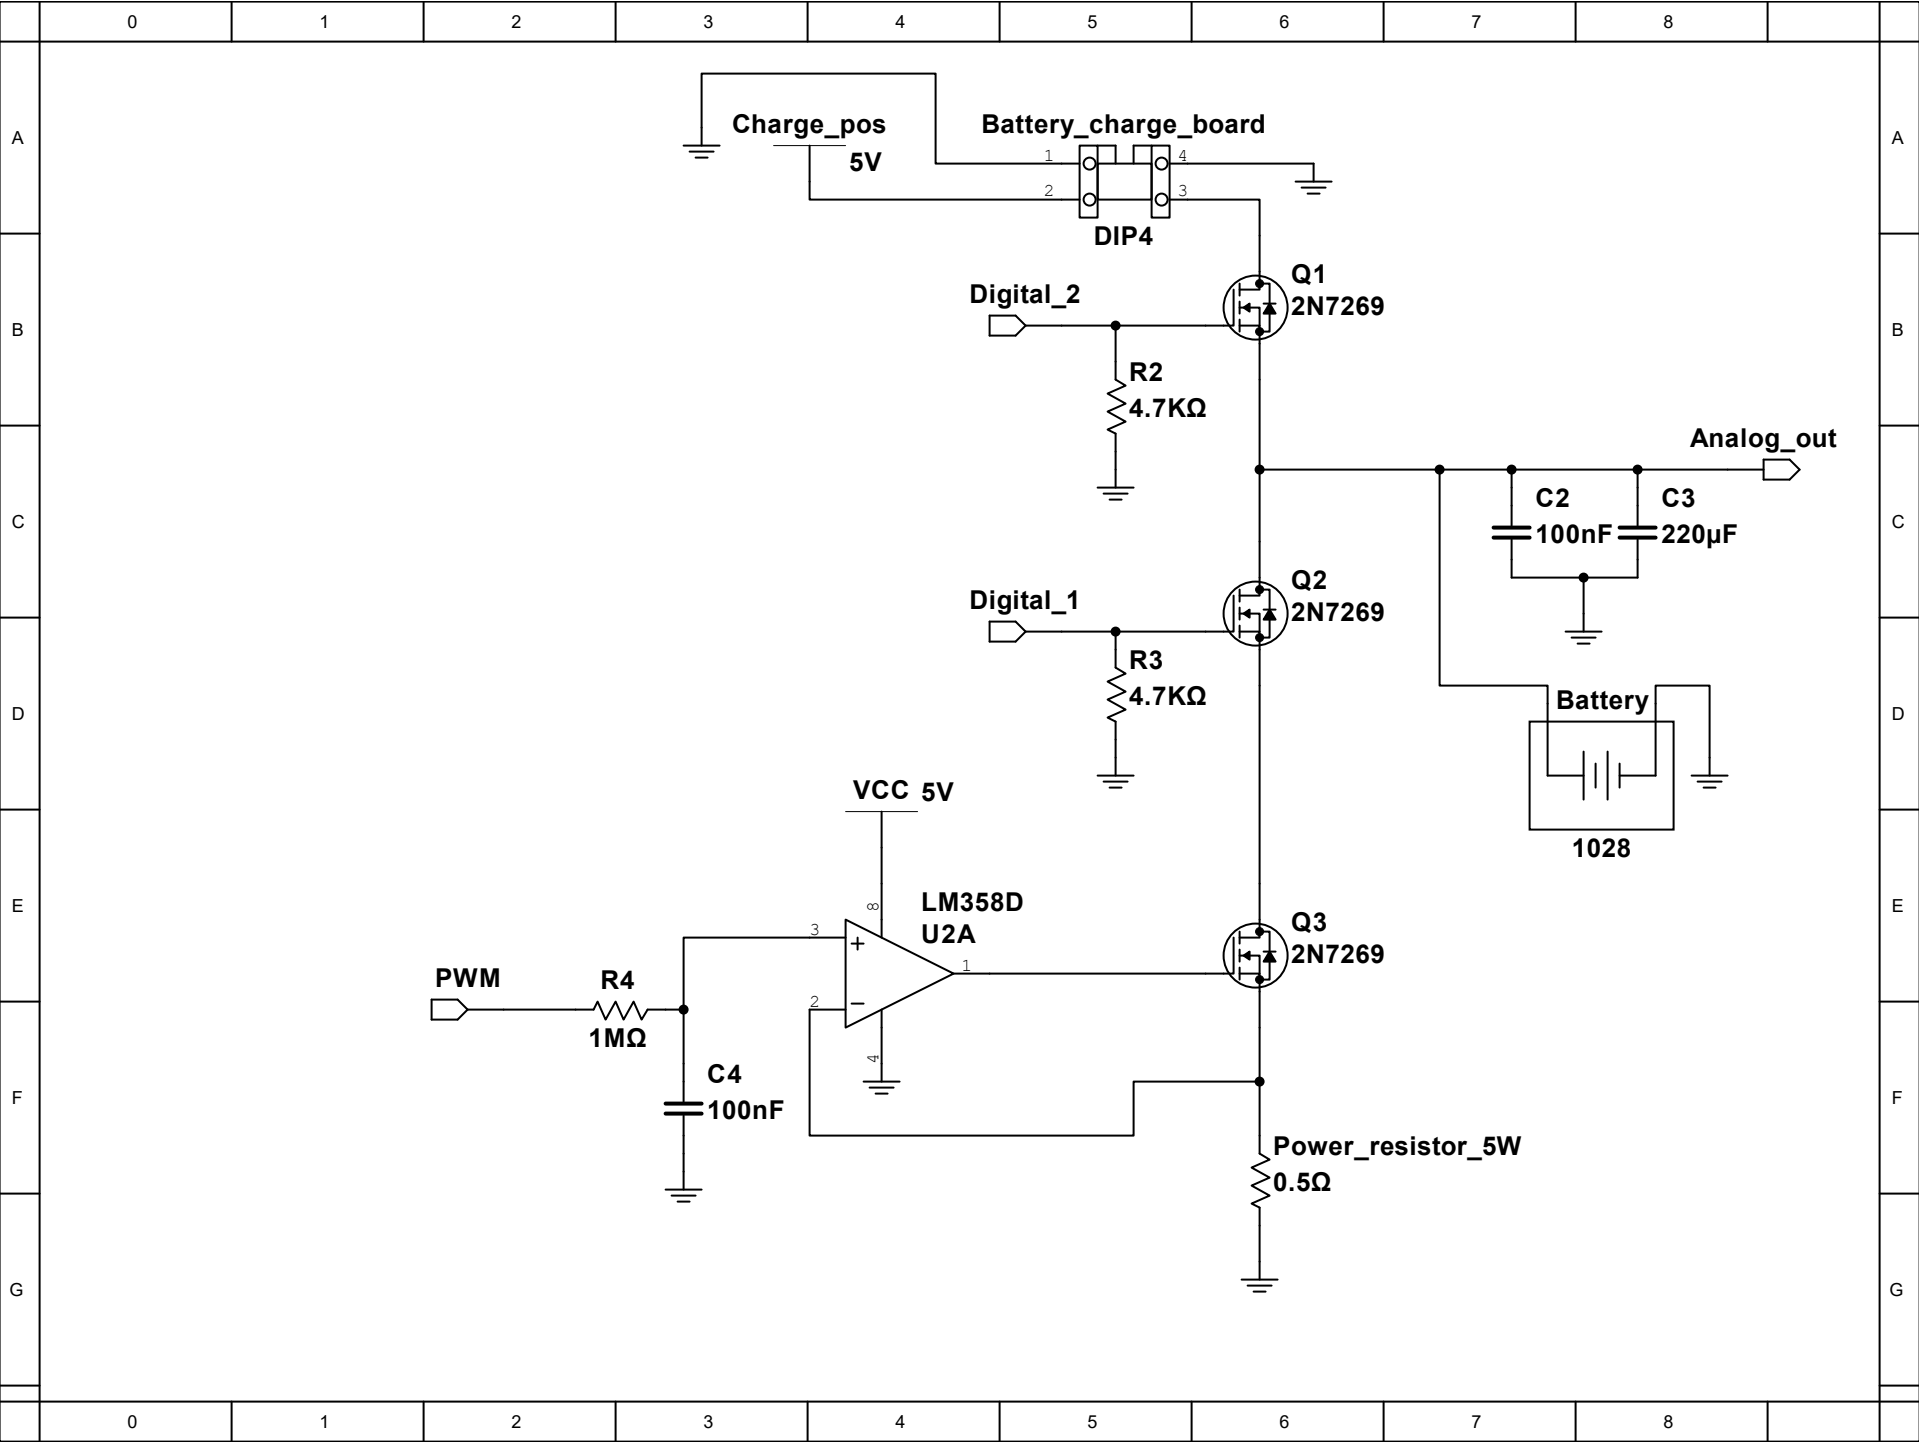 0 1 2 3 4 5 6 7 8
A A
Charge_pos
5V
Battery_charge_board
1 4
2 3
DIP4
Q1
2N7269
Digital_2
B B
R2
4.7KΩ
Analog_out
C2
100nF
C3
220µF
C C
Q2
2N7269
Digital_1
R3
4.7KΩ
Battery
1028
D D
VCC 5V
8
LM358D
U2A
3
+
1
2
−
4
E E
Q3
2N7269
PWM
R4
1MΩ
C4
100nF
F F
Power_resistor_5W
0.5Ω
G G
0 1 2 3 4 5 6 7 8